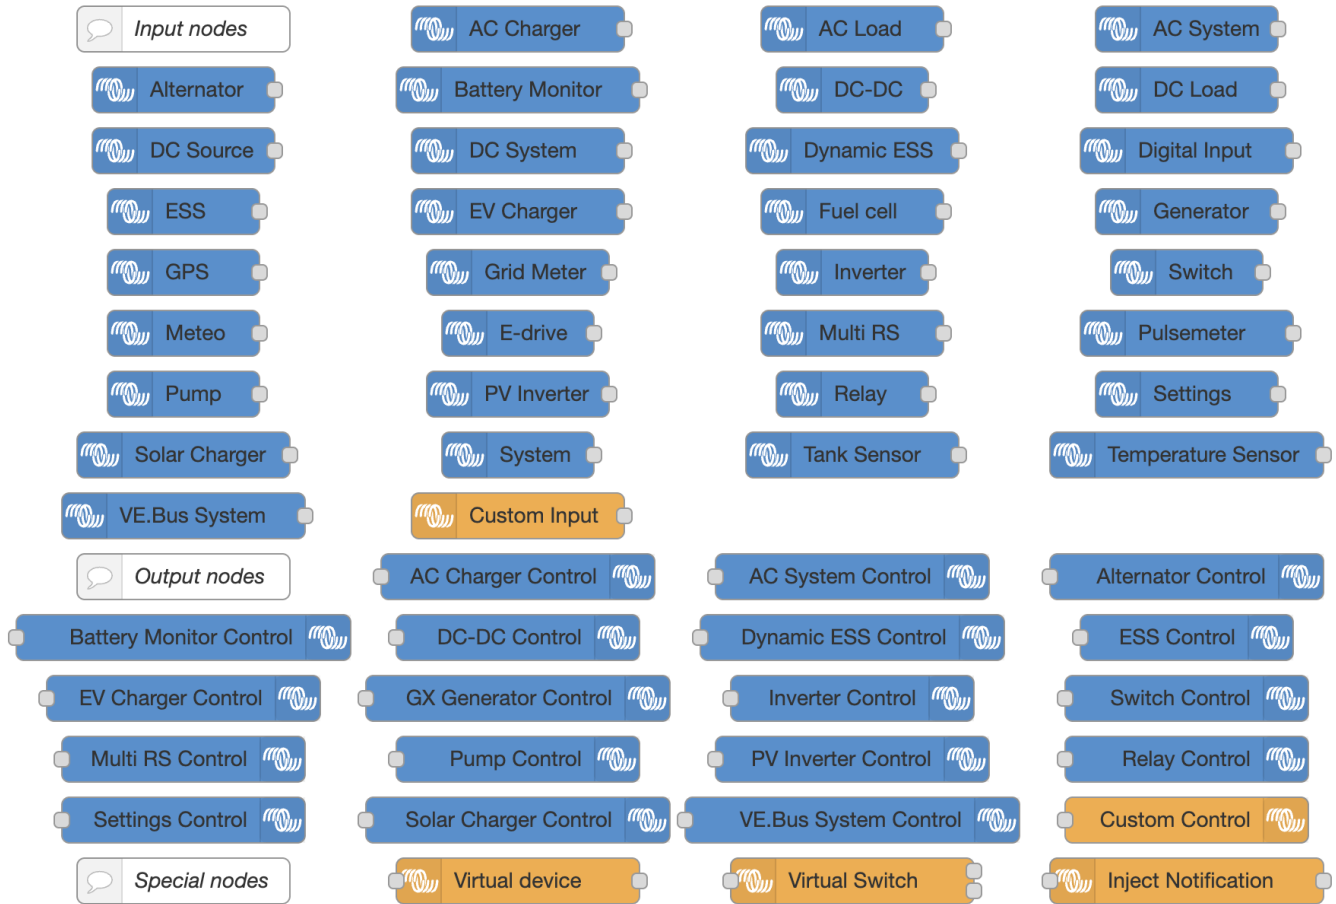 Input nodes
AC Charger
AC Load
AC System
Alternator
Battery Monitor
DC-DC
DC Load
DC Source
DC System
Dynamic ESS
Digital Input
ESS
EV Charger
Fuel cell
Generator
GPS
Grid Meter
Inverter
Switch
Meteo
E-drive
Multi RS
Pulsemeter
Pump
PV Inverter
Relay
Settings
Solar Charger
System
Tank Sensor
Temperature Sensor
VE.Bus System
Custom Input
Output nodes
AC Charger Control
AC System Control
Alternator Control
Battery Monitor Control
DC-DC Control
Dynamic ESS Control
ESS Control
EV Charger Control
GX Generator Control
Inverter Control
Switch Control
Multi RS Control
Pump Control
PV Inverter Control
Relay Control
Settings Control
Solar Charger Control
VE.Bus System Control
Custom Control
Special nodes
Virtual device
Virtual Switch
Inject Notification